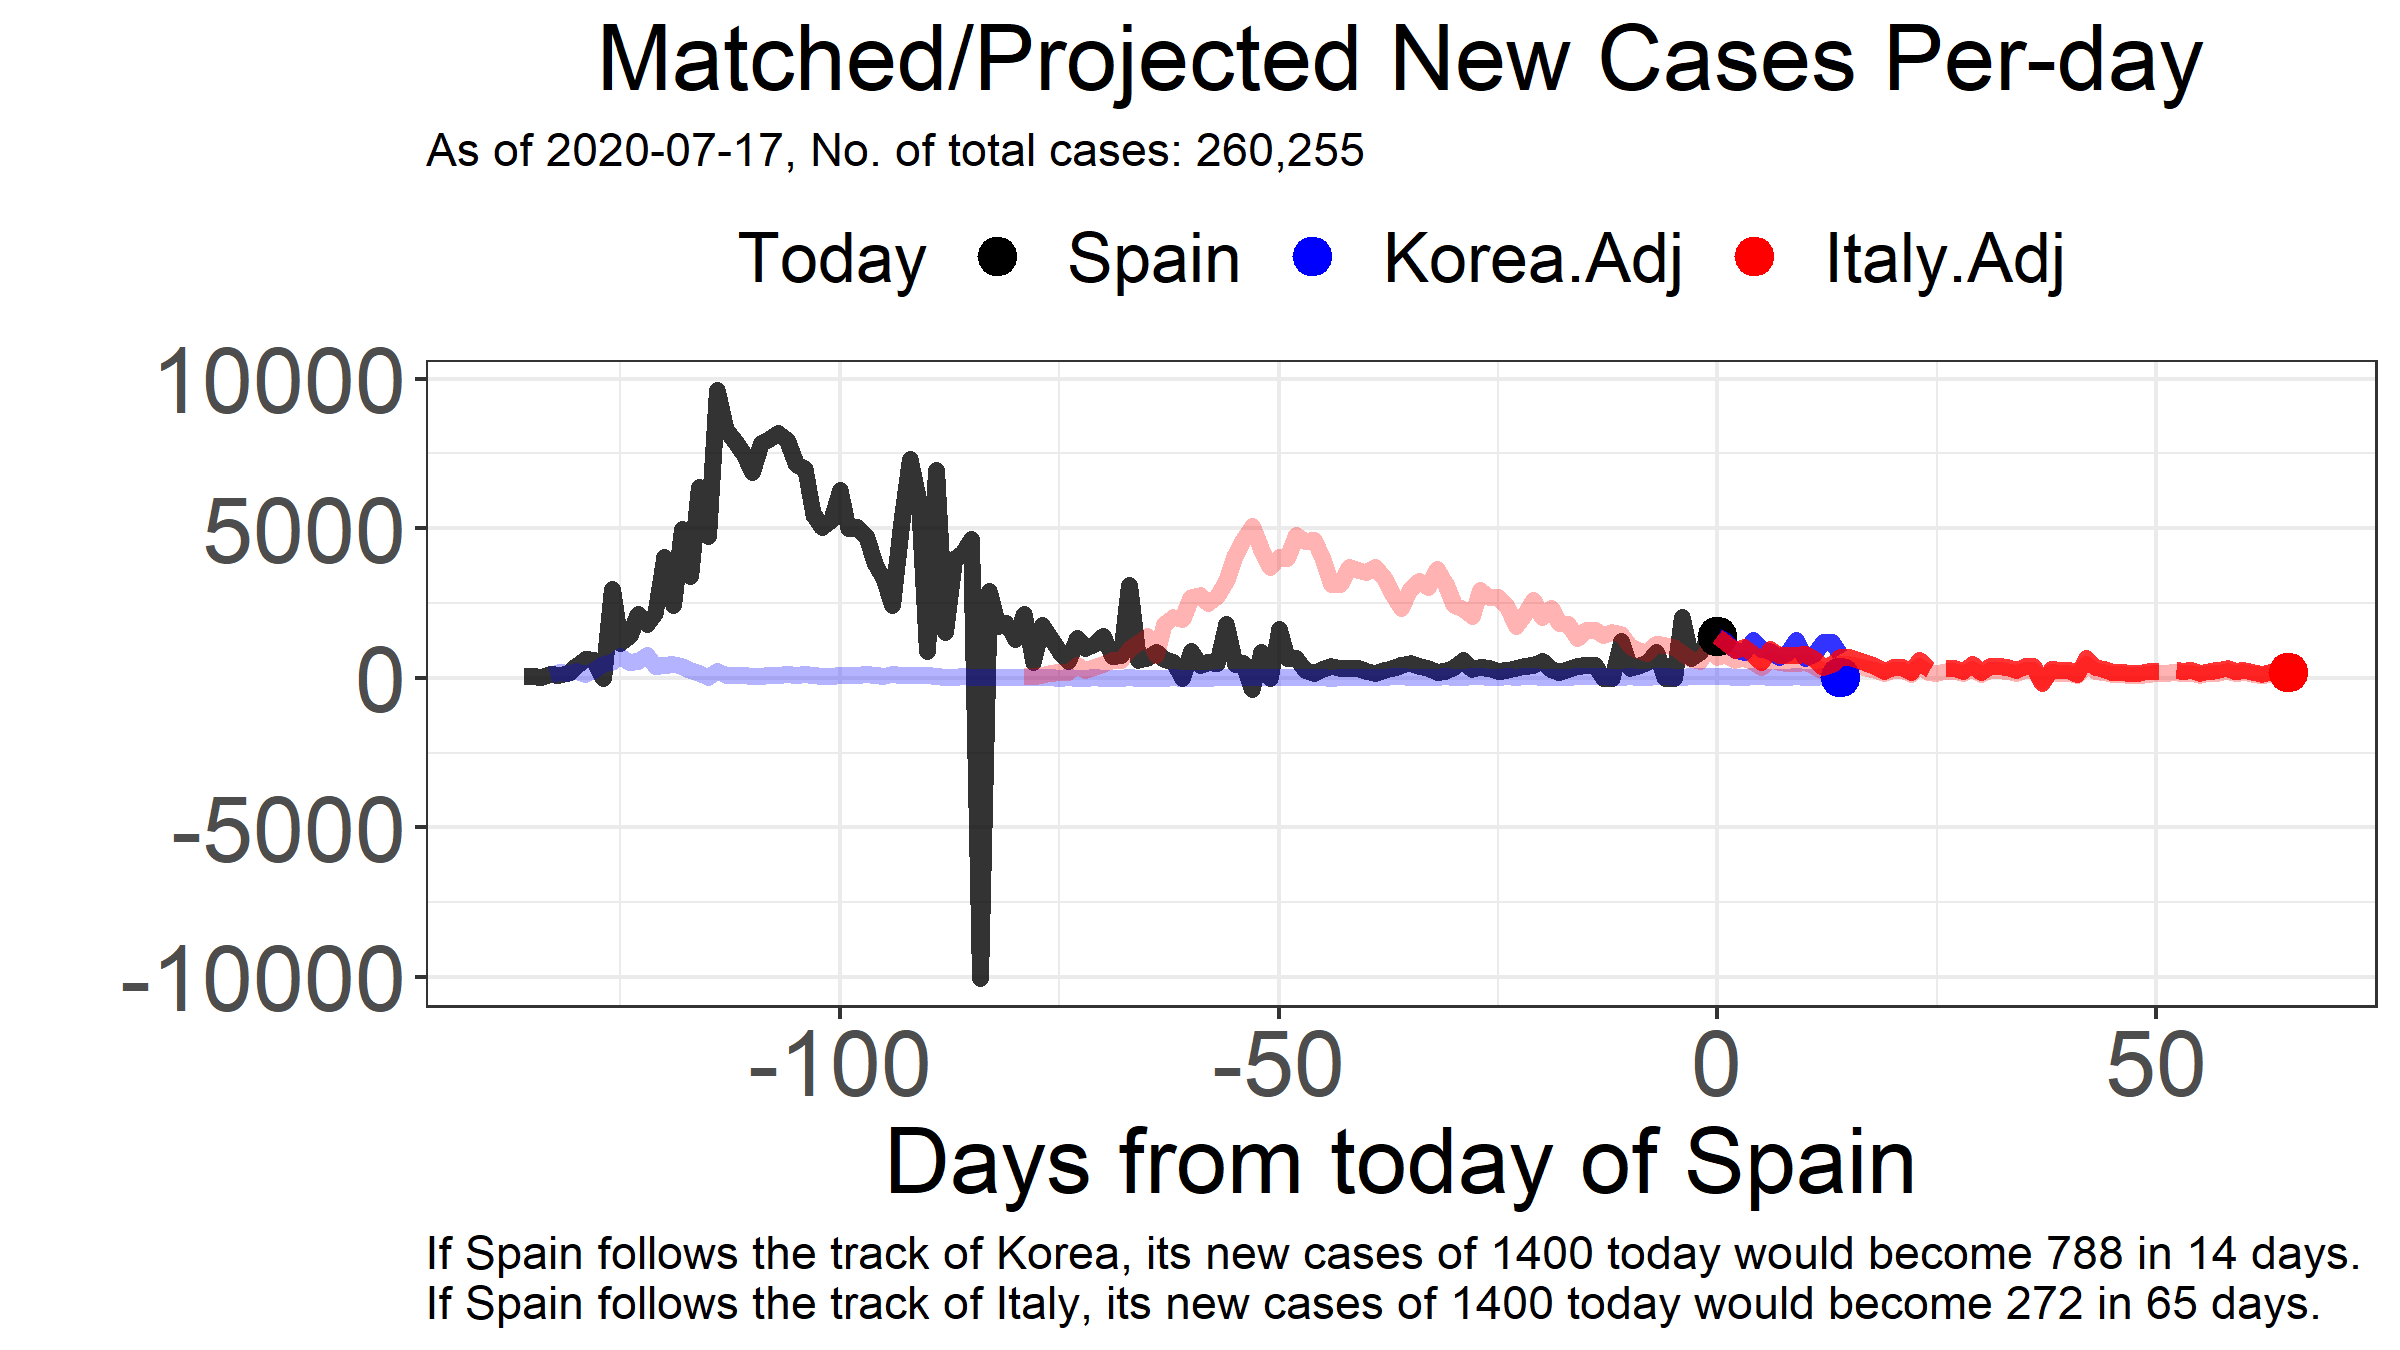 Matched/Projected New Cases Per-day
As of 2020-07-17, No. of total cases: 260,255
Today Spain Korea.Adj Italy.Adj
10000
5000
0
-5000
-10000
-100 -50 0 50
Days from today of Spain
If Spain follows the track of Korea, its new cases of 1400 today would become 788 in 14 days.
If Spain follows the track of Italy, its new cases of 1400 today would become 272 in 65 days.